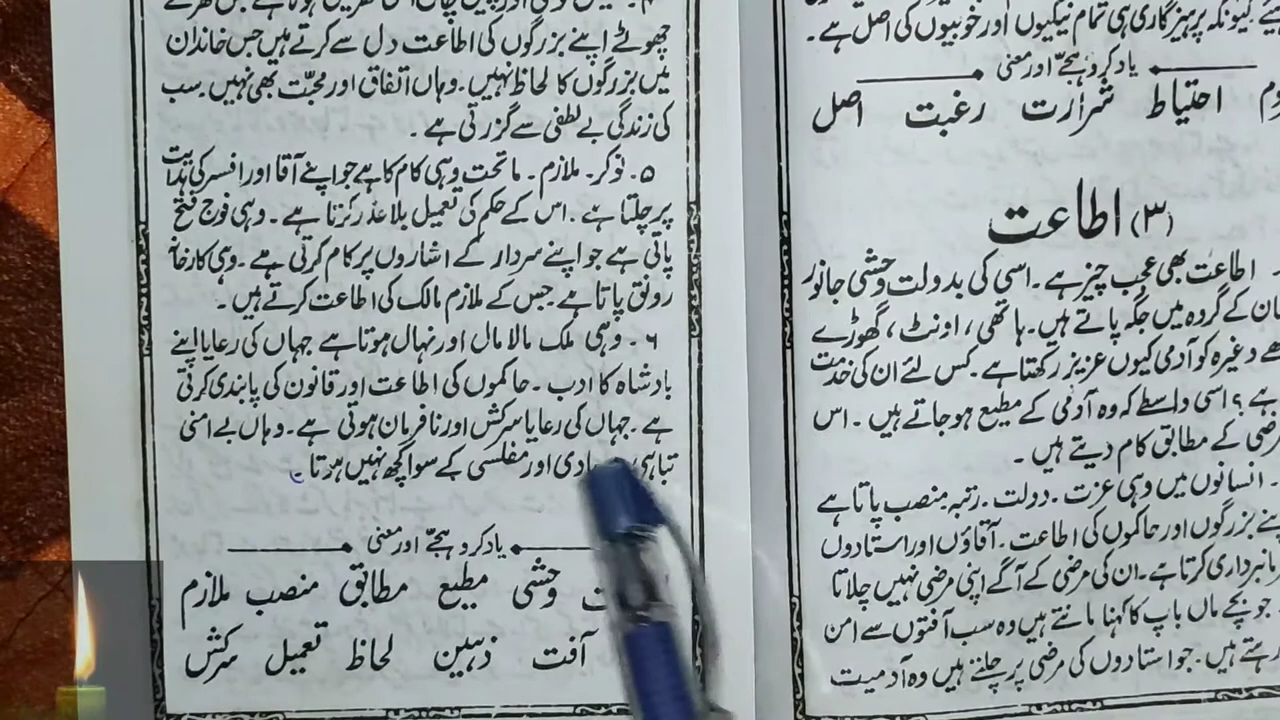 ہیئے کیونکہ پرہیزگاری ہی تمام نیکیوں اور خوبیوں کی اصل ہے۔
یاد کرو ہجّے اور معنی
احتیاط شرارت رغبت اصل
(۳) اطاعت
اطاعت بھی عجب چیز ہے۔ اسی کی بدولت وحشی جانور
کے گروہ میں جگہ پاتے ہیں۔ ہاتھی، اونٹ، گھوڑے
وغیرہ کو آدمی کیوں عزیز رکھتا ہے۔ کس لئے ان کی خدمت
ہے؟ اسی واسطے کہ وہ آدمی کے مطیع ہو جاتے ہیں۔ اس
مرضی کے مطابق کام دیتے ہیں۔
انسانوں میں وہی عزت۔ دولت۔ رتبہ۔ منصب پاتا ہے
بزرگوں اور حاکموں کی اطاعت۔ آقاؤں اور استادوں
کرتا ہے۔ ان کی مرضی کے آگے اپنی مرضی نہیں چلاتا
جو بچے ماں باپ کا کہنا مانتے ہیں وہ سب آفتوں سے امن
رہتے ہیں۔ جو استادوں کی مرضی پر چلتے ہیں وہ آدمیت
چھوٹے اپنے بزرگوں کی اطاعت دل سے کرتے ہیں جس خاندان
میں بزرگوں کا لحاظ نہیں۔ وہاں اتفاق اور محبّت بھی نہیں۔ سب
کی زندگی بے لطفی سے گزرتی ہے۔
۵۔ نوکر۔ ملازم۔ ماتحت وہی کام کا ہے جو اپنے آقا اور افسر کی ہدایت
پر چلتا ہے۔ اس کے حکم کی تعمیل بلا عذر کرتا ہے۔ وہی فوج فتح
پاتی ہے جو اپنے سردار کے اشاروں پر کام کرتی ہے۔ وہی کارخانہ
رونق پاتا ہے جس کے ملازم مالک کی اطاعت کرتے ہیں۔
۶۔ وہی ملک مالا مال اور نہال ہوتا ہے جہاں کی رعایا اپنے
بادشاہ کا ادب۔ حاکموں کی اطاعت اور قانون کی پابندی کرتی
ہے۔ جہاں کی رعایا سرکش اور نافرمان ہوتی ہے۔ وہاں بے امنی
تباہی اور مفلسی کے سوا کچھ نہیں ہوتا۔
یاد کرو ہجّے اور معنی
وحشی مطیع مطابق منصب ملازم
آفت ذہین لحاظ تعمیل سرکش